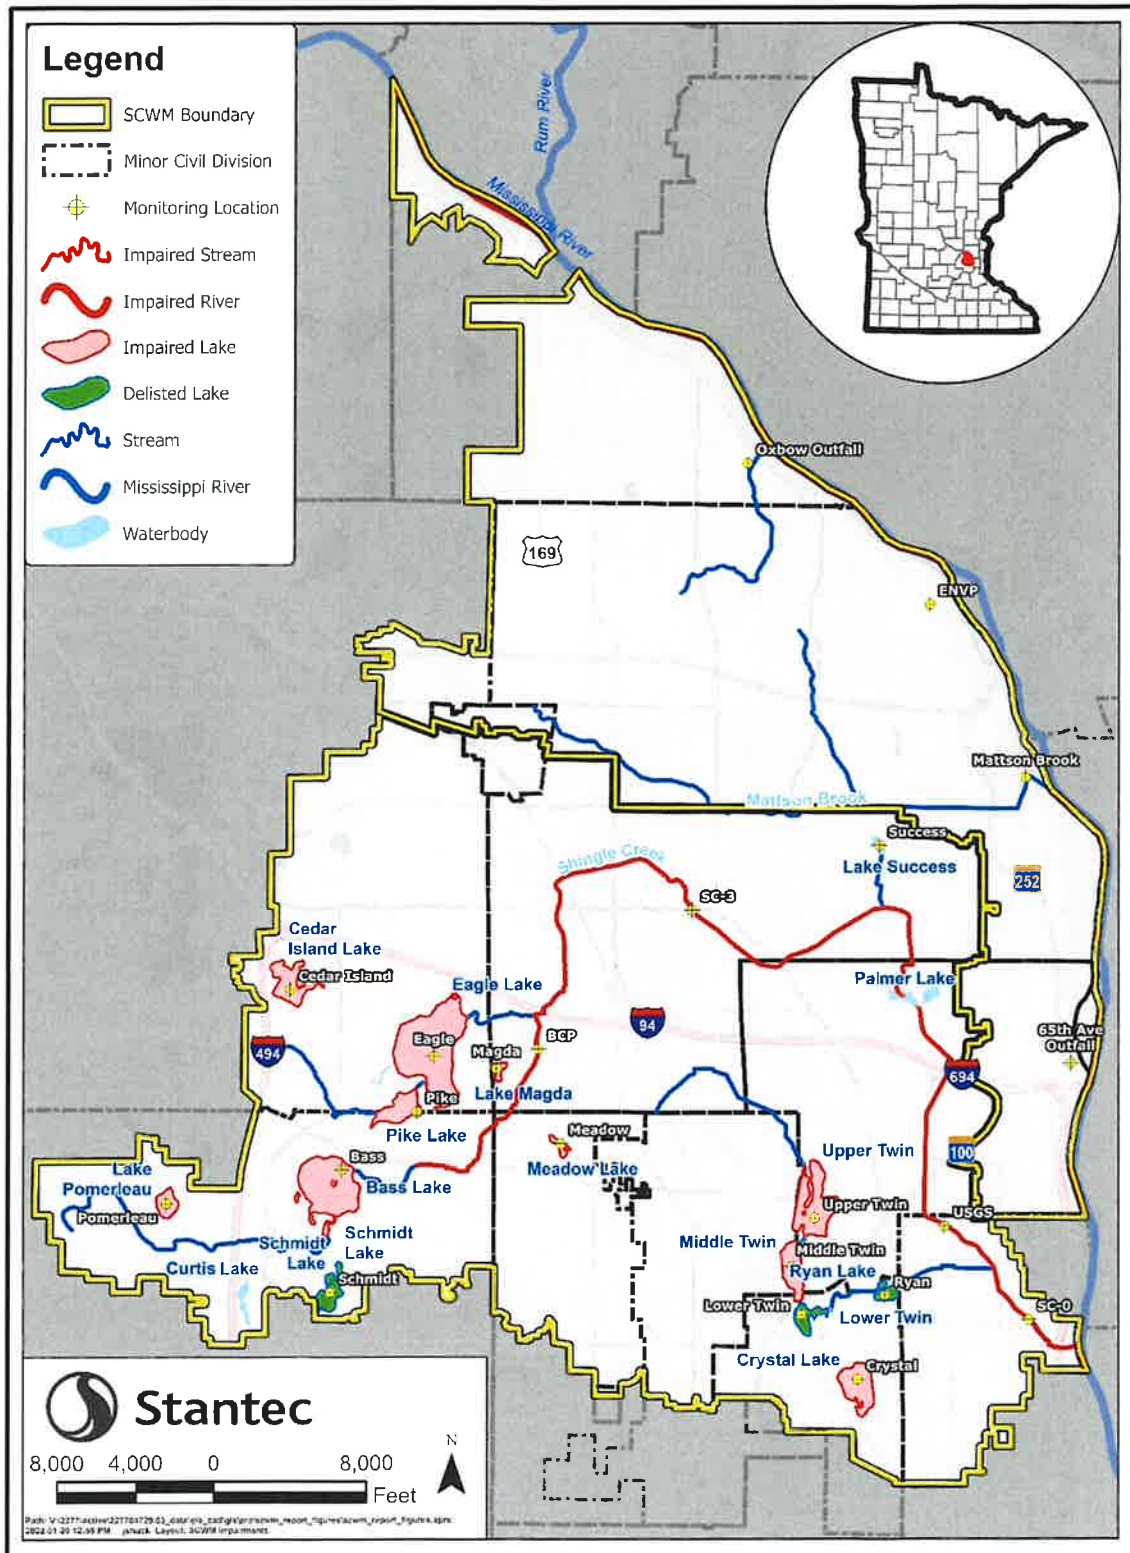 Legend
SCWM Boundary
Minor Civil Division
Monitoring Location
Impaired Stream
Impaired River
Impaired Lake
Delisted Lake
Stream
Mississippi River
Waterbody
Rum River
Mississippi River
Oxbow Outfall
169
ENVP
Mattson Brook
Mattson Brook
Success
Lake Success
Shingle Creek
252
SC-3
Cedar
Island Lake
Cedar Island
Eagle Lake
Palmer Lake
94
BCP
Eagle
Magda
65th Ave
Outfall
494
694
Lake Magda
Pike
Pike Lake
Meadow
Meadow Lake
Upper Twin
100
Bass
Bass Lake
Lake
Pomerleau
Pomerleau
Upper Twin
USGS
Schmidt
Lake
Schmidt
Lake
Middle Twin
Middle Twin
Curtis Lake
Ryan Lake
Ryan
Schmidt
Lower Twin
Lower Twin
SC-0
Crystal Lake
Crystal
Stantec
N
8,000 4,000 0 8,000
Feet